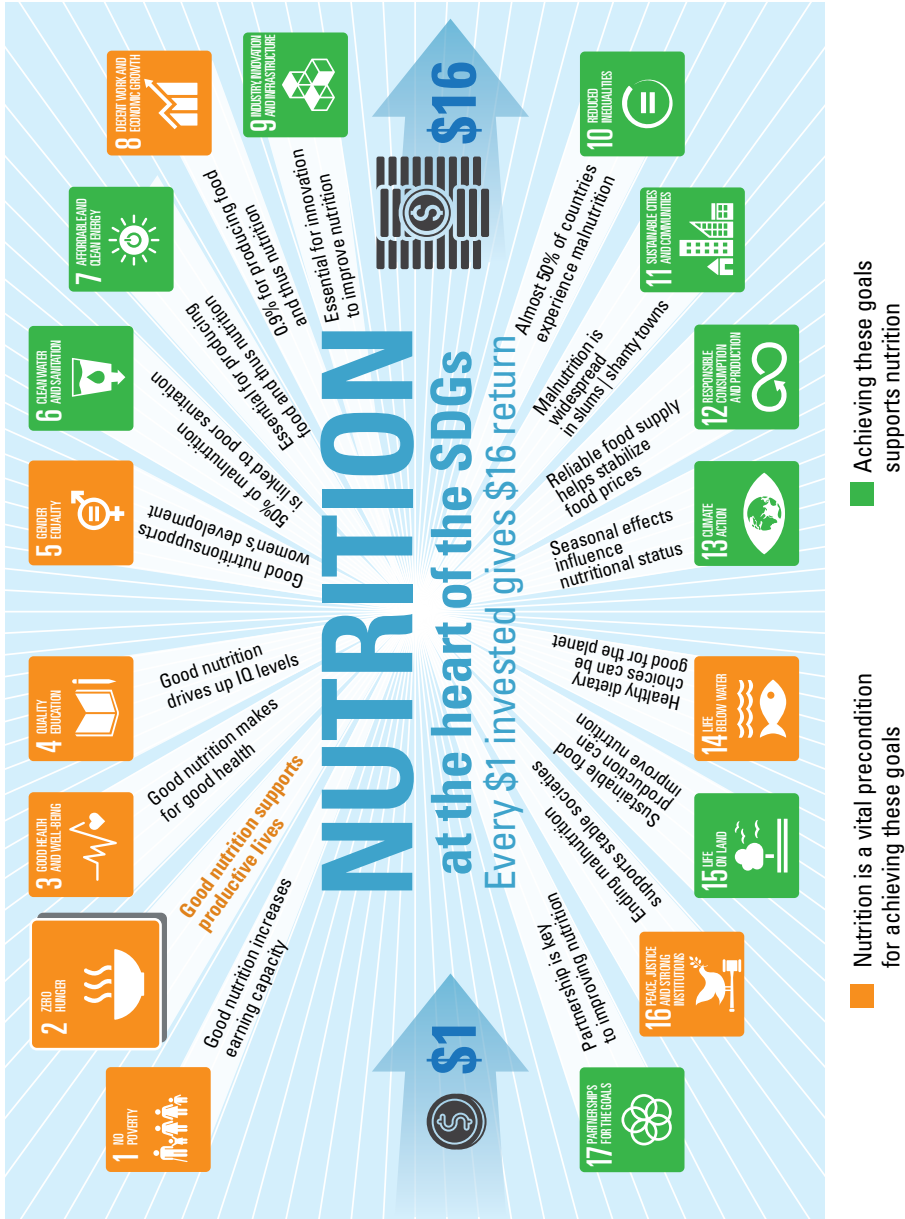 1 NO
POVERTY
Good nutrition increases
earning capacity
2 ZERO
HUNGER
Good nutrition supports
productive lives
3 GOOD HEALTH
AND WELL-BEING
Good nutrition makes
for good health
4 QUALITY
EDUCATION
Good nutrition
drives up IQ levels
5 GENDER
EQUALITY
Good nutritionsupports
women's development
6 CLEAN WATER
AND SANITATION
50% of malnutrition
is linked to poor sanitation
7 AFFORDABLE AND
CLEAN ENERGY
Essential for producing
food and thus nutrition
8 DECENT WORK AND
ECONOMIC GROWTH
0.9% for producing food
and thus nutrition
9 INDUSTRY, INNOVATION
AND INFRASTRUCTURE
Essential for innovation
to improve nutrition
$1
NUTRITION
at the heart of the SDGs
Every $1 invested gives $16 return
$16
17 PARTNERSHIPS
FOR THE GOALS
Partnership is key
to improving nutrition
16 PEACE, JUSTICE
AND STRONG
INSTITUTIONS
Ending malnutrition
supports stable societies
15 LIFE
ON LAND
Sustainable food
production can
improve nutrition
14 LIFE
BELOW WATER
Healthy dietary
choices can be
good for the planet
13 CLIMATE
ACTION
Seasonal effects
influence
nutritional status
12 RESPONSIBLE
CONSUMPTION
AND PRODUCTION
Reliable food supply
helps stabilize
food prices
11 SUSTAINABLE CITIES
AND COMMUNITIES
Malnutrition is
widespread
in slums | shanty towns
10 REDUCED
INEQUALITIES
Almost 50% of countries
experience malnutrition
Nutrition is a vital precondition
for achieving these goals
Achieving these goals
supports nutrition